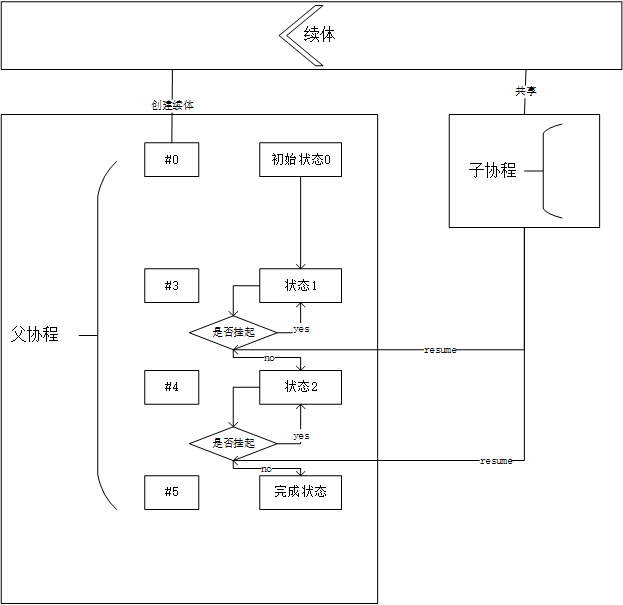 续体
创建续体
共享
#0
初始状态0
子协程
#3
状态1
是否挂起
yes
父协程
no
resume
#4
状态2
是否挂起
yes
no
resume
#5
完成状态